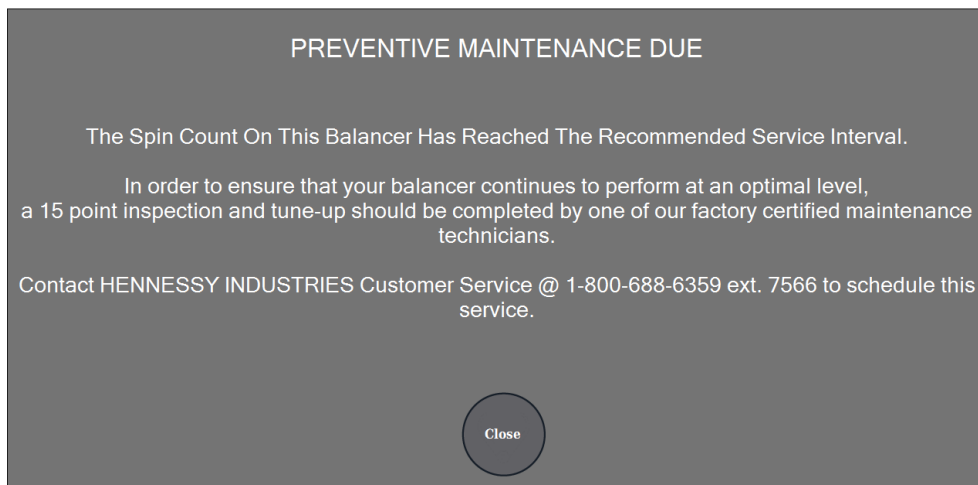 PREVENTIVE MAINTENANCE DUE
The Spin Count On This Balancer Has Reached The Recommended Service Interval.
In order to ensure that your balancer continues to perform at an optimal level,
a 15 point inspection and tune-up should be completed by one of our factory certified maintenance
technicians.
Contact HENNESSY INDUSTRIES Customer Service @ 1-800-688-6359 ext. 7566 to schedule this
service.
Close